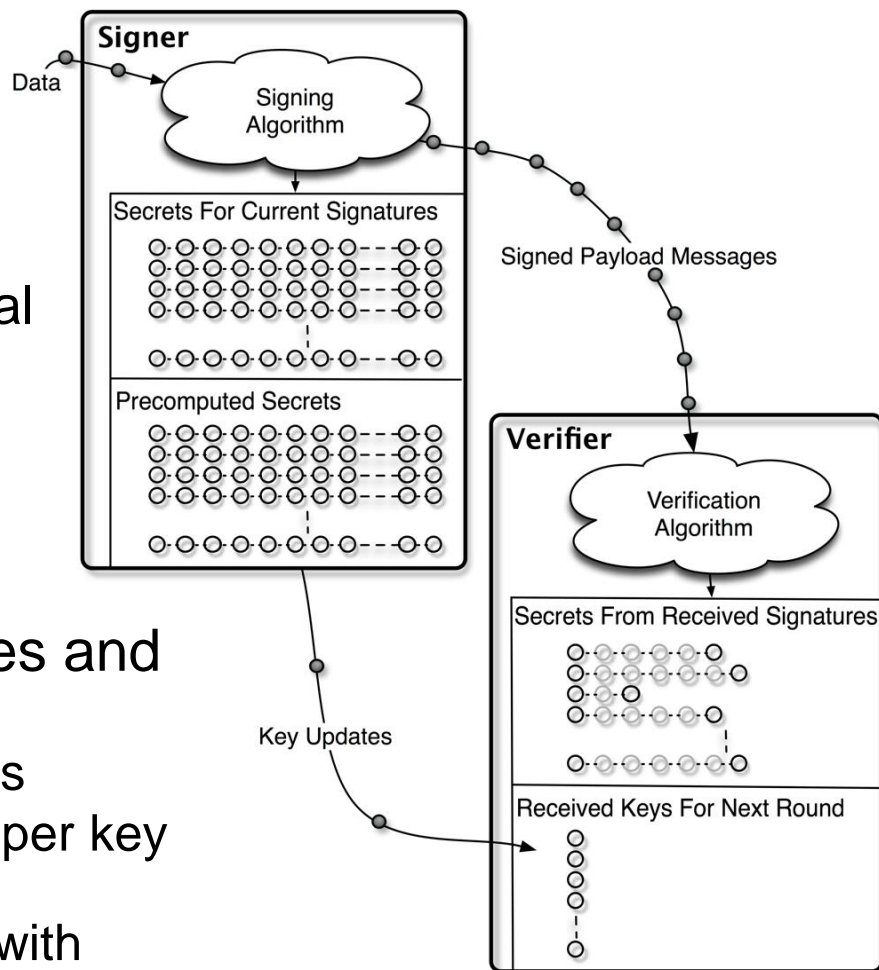 al
es and
s
per key
with
Signer
Data
Signing
Algorithm
Secrets For Current Signatures
Signed Payload Messages
Precomputed Secrets
Key Updates
Verifier
Verification
Algorithm
Secrets From Received Signatures
Received Keys For Next Round